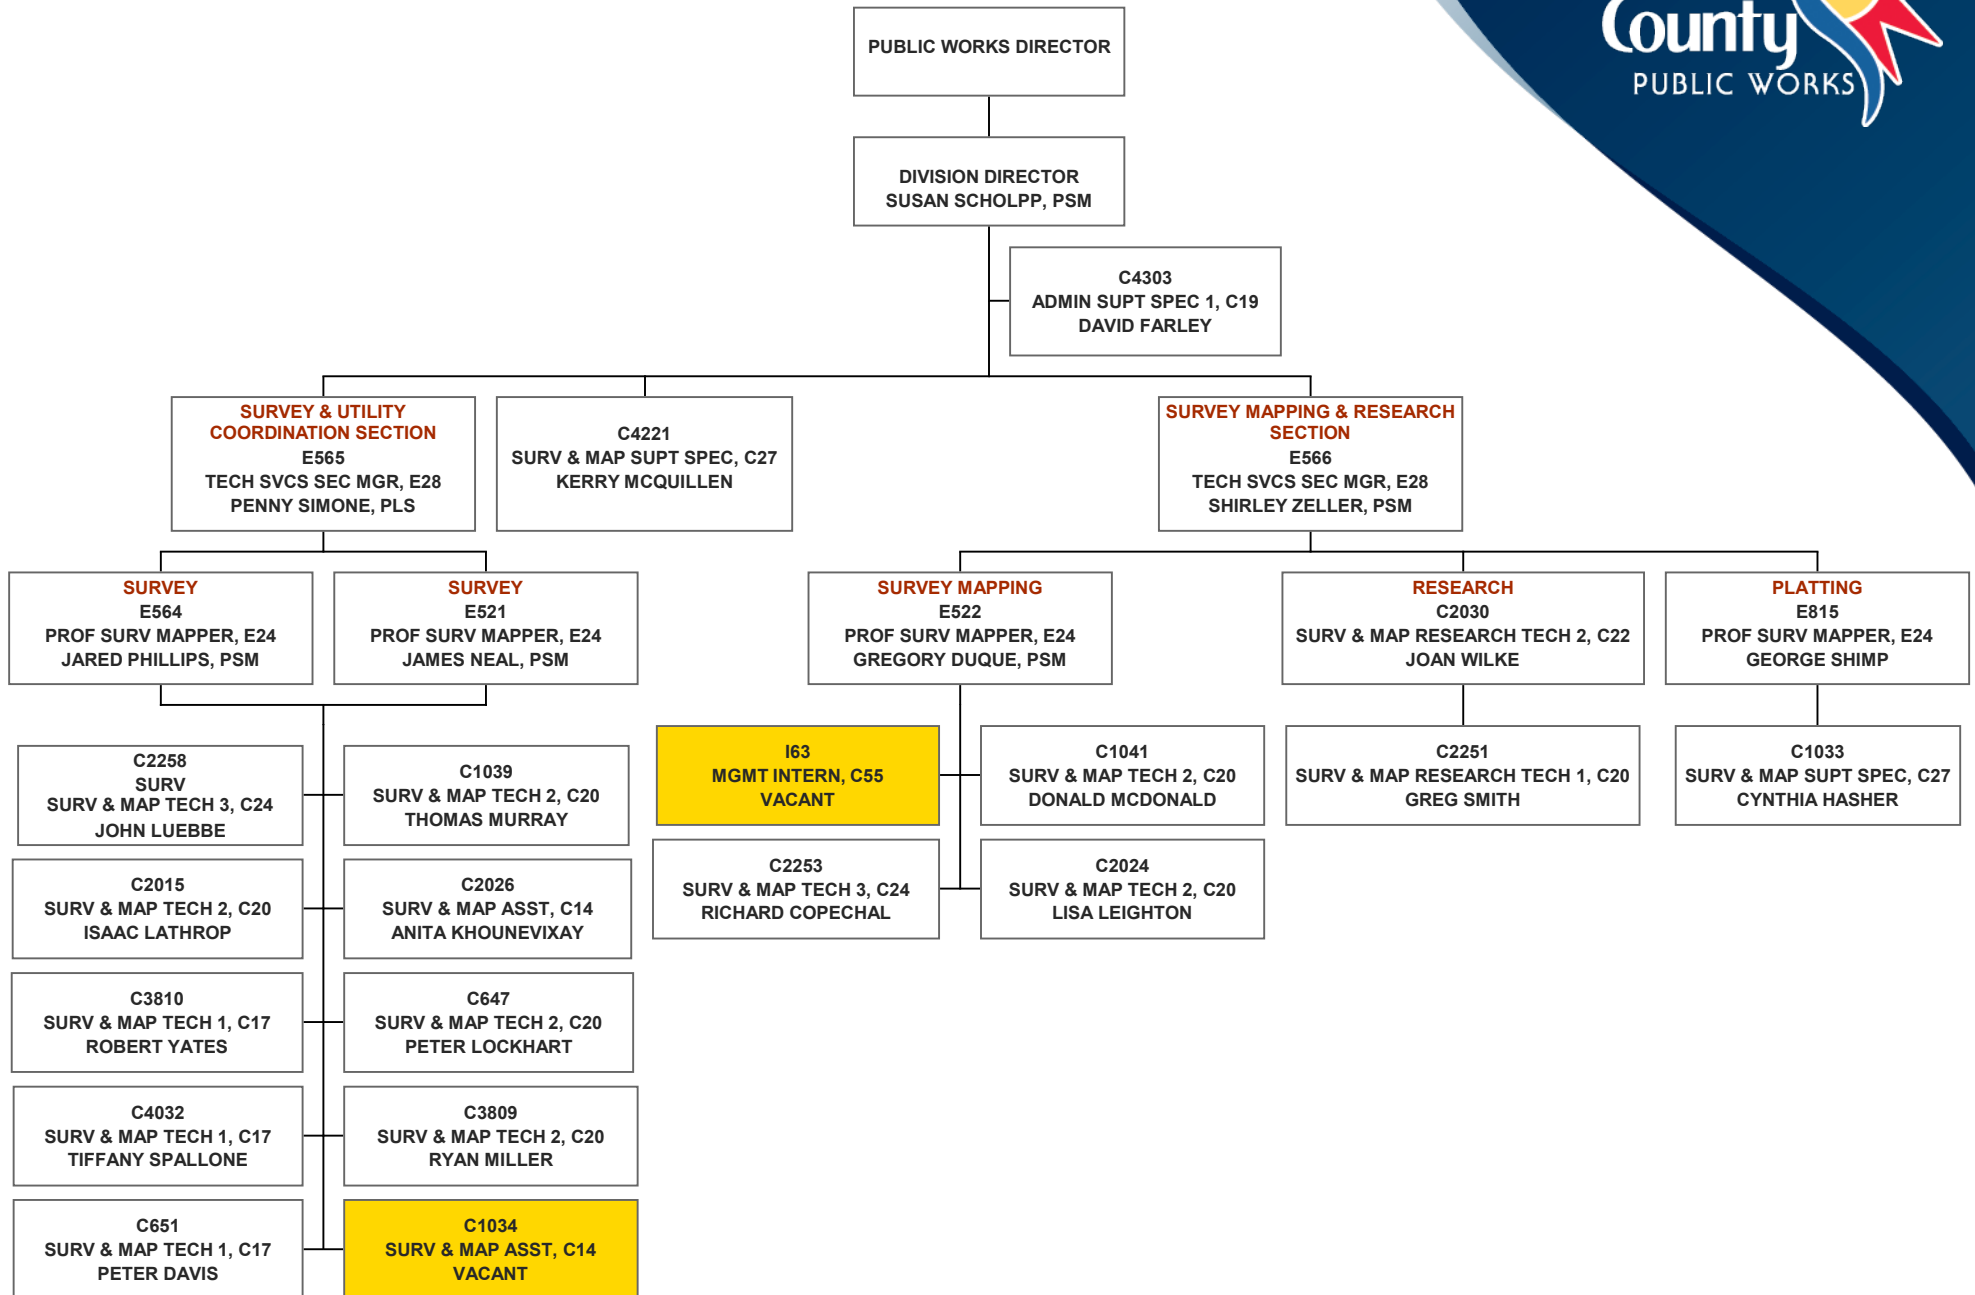 County
PUBLIC WORKS
PUBLIC WORKS DIRECTOR
DIVISION DIRECTOR
SUSAN SCHOLPP, PSM
C4303
ADMIN SUPT SPEC 1, C19
DAVID FARLEY
SURVEY & UTILITY
COORDINATION SECTION
E565
TECH SVCS SEC MGR, E28
PENNY SIMONE, PLS
C4221
SURV & MAP SUPT SPEC, C27
KERRY MCQUILLEN
SURVEY MAPPING & RESEARCH
SECTION
E566
TECH SVCS SEC MGR, E28
SHIRLEY ZELLER, PSM
SURVEY
E564
PROF SURV MAPPER, E24
JARED PHILLIPS, PSM
SURVEY
E521
PROF SURV MAPPER, E24
JAMES NEAL, PSM
SURVEY MAPPING
E522
PROF SURV MAPPER, E24
GREGORY DUQUE, PSM
RESEARCH
C2030
SURV & MAP RESEARCH TECH 2, C22
JOAN WILKE
PLATTING
E815
PROF SURV MAPPER, E24
GEORGE SHIMP
C2258
SURV
SURV & MAP TECH 3, C24
JOHN LUEBBE
C1039
SURV & MAP TECH 2, C20
THOMAS MURRAY
I63
MGMT INTERN, C55
VACANT
C1041
SURV & MAP TECH 2, C20
DONALD MCDONALD
C2251
SURV & MAP RESEARCH TECH 1, C20
GREG SMITH
C1033
SURV & MAP SUPT SPEC, C27
CYNTHIA HASHER
C2015
SURV & MAP TECH 2, C20
ISAAC LATHROP
C2026
SURV & MAP ASST, C14
ANITA KHOUNEVIXAY
C2253
SURV & MAP TECH 3, C24
RICHARD COPECHAL
C2024
SURV & MAP TECH 2, C20
LISA LEIGHTON
C3810
SURV & MAP TECH 1, C17
ROBERT YATES
C647
SURV & MAP TECH 2, C20
PETER LOCKHART
C4032
SURV & MAP TECH 1, C17
TIFFANY SPALLONE
C3809
SURV & MAP TECH 2, C20
RYAN MILLER
C651
SURV & MAP TECH 1, C17
PETER DAVIS
C1034
SURV & MAP ASST, C14
VACANT